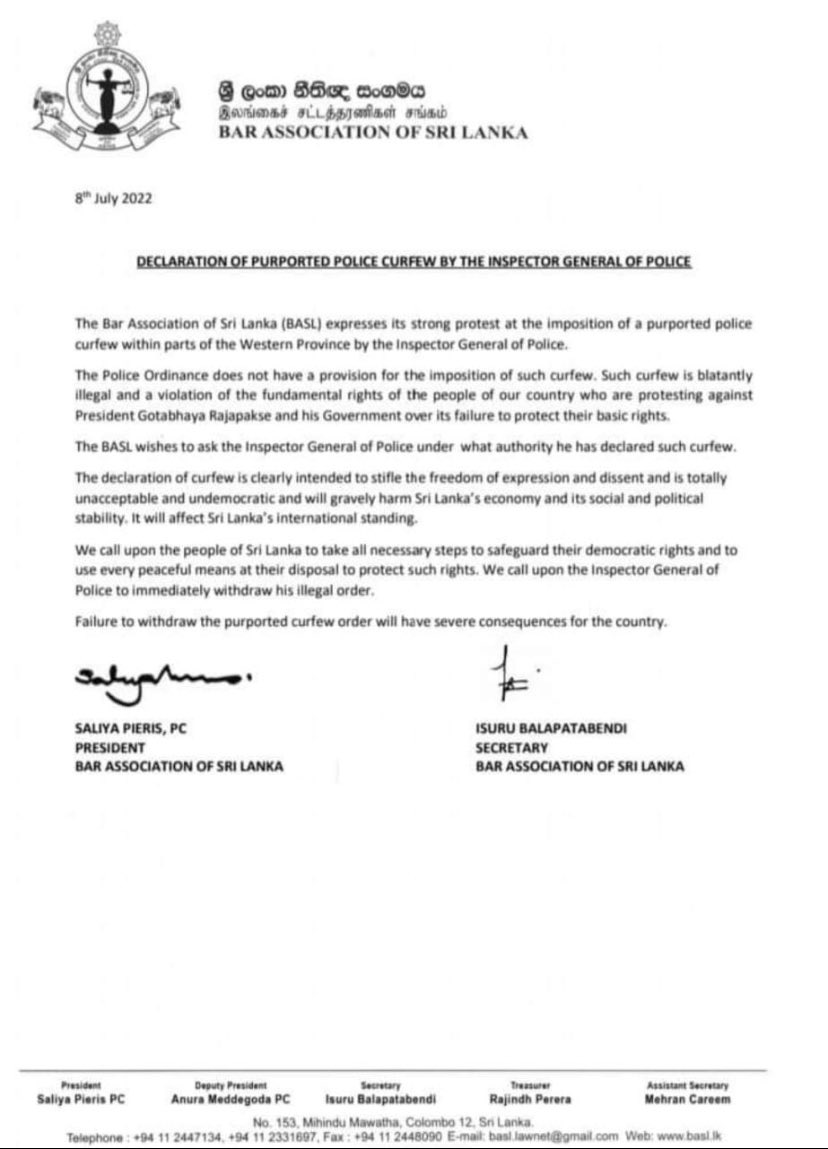 ශ්‍රී ලංකා නීතිඥ සංගමය
இலங்கைச் சட்டத்தரணிகள் சங்கம்
BAR ASSOCIATION OF SRI LANKA
8th July 2022
DECLARATION OF PURPORTED POLICE CURFEW BY THE INSPECTOR GENERAL OF POLICE
The Bar Association of Sri Lanka (BASL) expresses its strong protest at the imposition of a purported police
curfew within parts of the Western Province by the Inspector General of Police.
The Police Ordinance does not have a provision for the imposition of such curfew. Such curfew is blatantly
illegal and a violation of the fundamental rights of the people of our country who are protesting against
President Gotabhaya Rajapakse and his Government over its failure to protect their basic rights.
The BASL wishes to ask the Inspector General of Police under what authority he has declared such curfew.
The declaration of curfew is clearly intended to stifle the freedom of expression and dissent and is totally
unacceptable and undemocratic and will gravely harm Sri Lanka's economy and its social and political
stability. It will affect Sri Lanka's international standing.
We call upon the people of Sri Lanka to take all necessary steps to safeguard their democratic rights and to
use every peaceful means at their disposal to protect such rights. We call upon the Inspector General of
Police to immediately withdraw his illegal order.
Failure to withdraw the purported curfew order will have severe consequences for the country.
SALIYA PIERIS, PC ISURU BALAPATABENDI
PRESIDENT SECRETARY
BAR ASSOCIATION OF SRI LANKA BAR ASSOCIATION OF SRI LANKA
President Deputy President Secretary Treasurer Assistant Secretary
Saliya Pieris PC Anura Meddegoda PC Isuru Balapatabendi Rajindh Perera Mehran Careem
No. 153, Mihindu Mawatha, Colombo 12, Sri Lanka.
Telephone : +94 11 2447134, +94 11 2331697, Fax : +94 11 2448090 E-mail: basl.lawnet@gmail.com Web: www.basl.lk